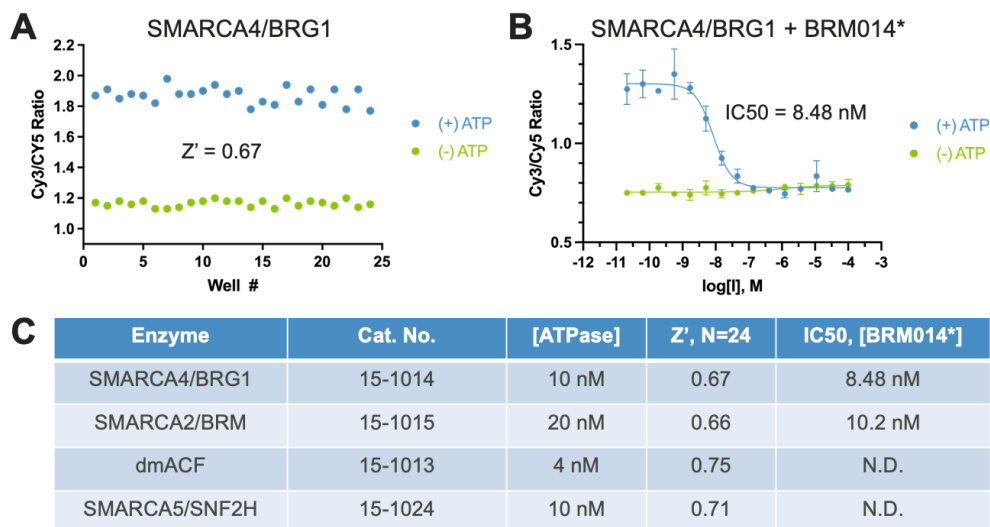 A
SMARCA4/BRG1
Cy3/CY5 Ratio
2.2
2.0
1.8
1.6
1.4
1.2
1.0
Z' = 0.67
(+) ATP
(-) ATP
0
5
10
15
20
25
Well #
B
SMARCA4/BRG1 + BRM014*
Cy3/Cy5 Ratio
1.5
1.0
0.5
IC50 = 8.48 nM
(+) ATP
(-) ATP
-12
-11
-10
-9
-8
-7
-6
-5
-4
-3
log[I], M
C
Enzyme Cat. No. [ATPase] Z', N=24 IC50, [BRM014*]
SMARCA4/BRG1 15-1014 10 nM 0.67 8.48 nM
SMARCA2/BRM 15-1015 20 nM 0.66 10.2 nM
dmACF 15-1013 4 nM 0.75 N.D.
SMARCA5/SNF2H 15-1024 10 nM 0.71 N.D.